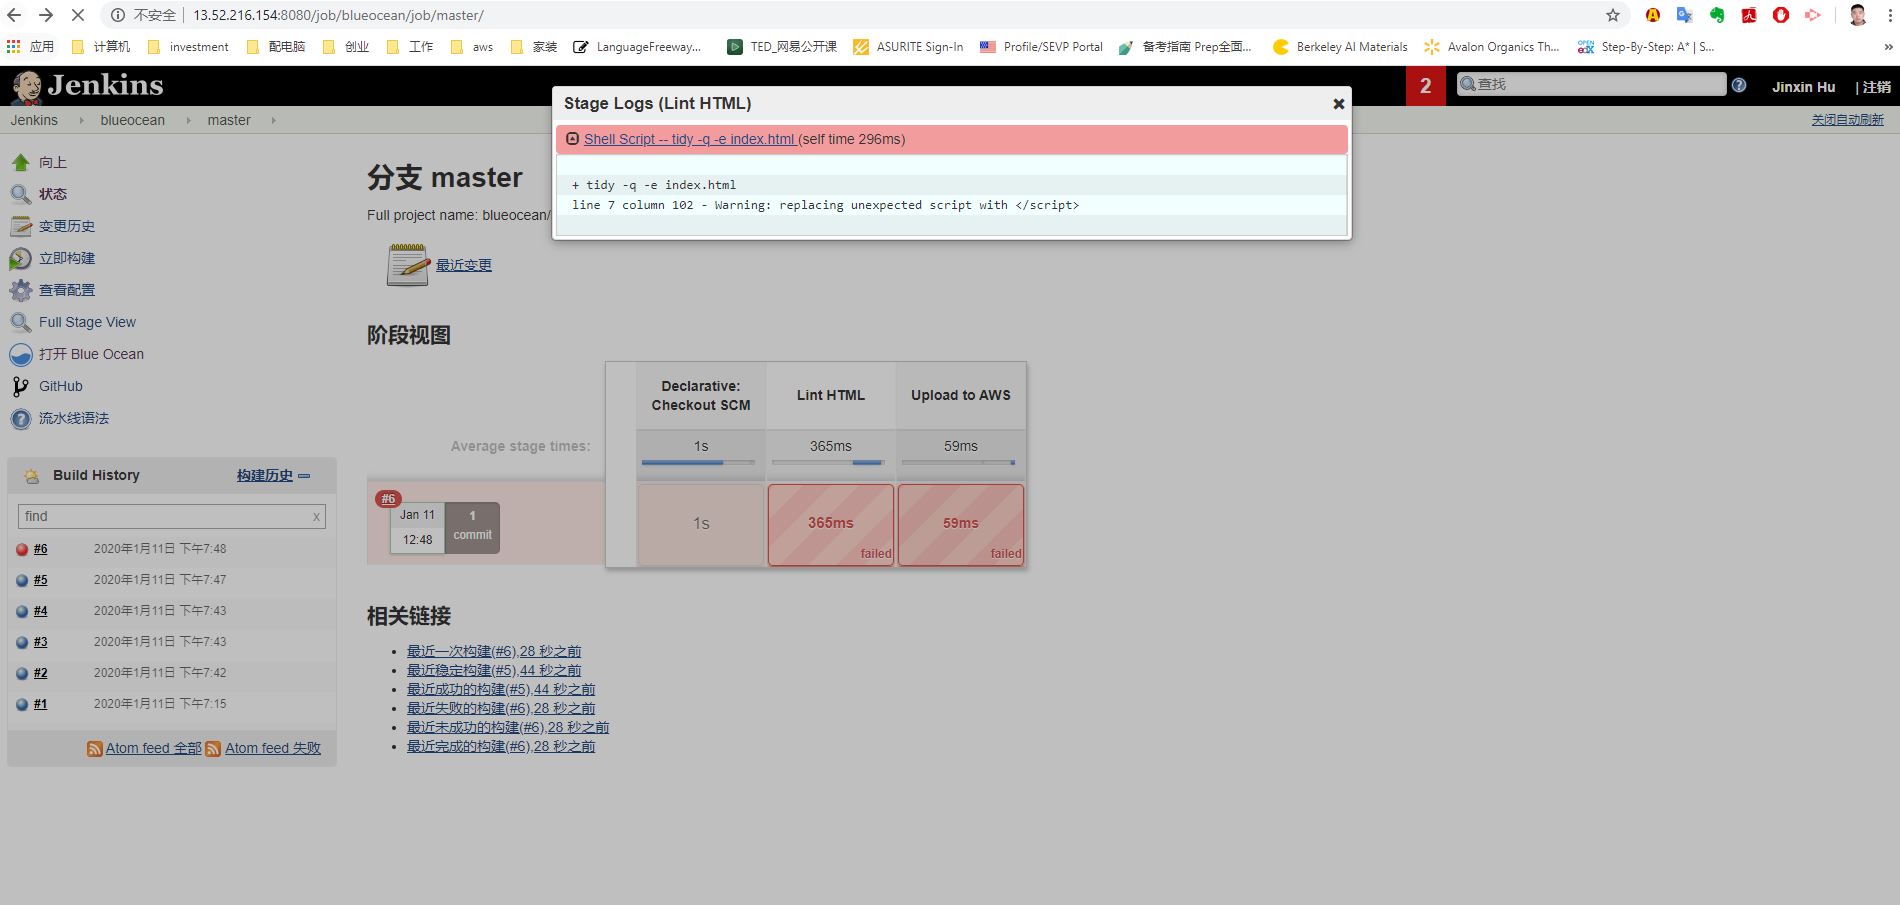 不安全 | 13.52.216.154:8080/job/blueocean/job/master/
应用 计算机 investment 配电脑 创业 工作 aws 家装 LanguageFreeway... TED_网易公开课 ASURITE Sign-In Profile/SEVP Portal 备考指南 Prep全面... Berkeley AI Materials Avalon Organics Th... Step-By-Step: A* | S... »
Jenkins 2 查找 Jinxin Hu | 注销
Jenkins blueocean master 关闭自动刷新
Stage Logs (Lint HTML)
Shell Script -- tidy -q -e index.html (self time 296ms)
+ tidy -q -e index.html
line 7 column 102 - Warning: replacing unexpected script with </script>
向上
状态
变更历史
立即构建
查看配置
Full Stage View
打开 Blue Ocean
GitHub
流水线语法
Build History 构建历史
find x
#6 2020年1月11日 下午7:48
#5 2020年1月11日 下午7:47
#4 2020年1月11日 下午7:43
#3 2020年1月11日 下午7:43
#2 2020年1月11日 下午7:42
#1 2020年1月11日 下午7:15
Atom feed 全部 Atom feed 失败
分支 master
Full project name: blueocean/
最近变更
阶段视图
Declarative: Checkout SCM Lint HTML Upload to AWS
Average stage times: 1s 365ms 59ms
#6
Jan 11 1
12:48 commit
1s 365ms 59ms
failed failed
相关链接
最近一次构建(#6),28 秒之前
最近稳定构建(#5),44 秒之前
最近成功的构建(#5),44 秒之前
最近失败的构建(#6),28 秒之前
最近未成功的构建(#6),28 秒之前
最近完成的构建(#6),28 秒之前